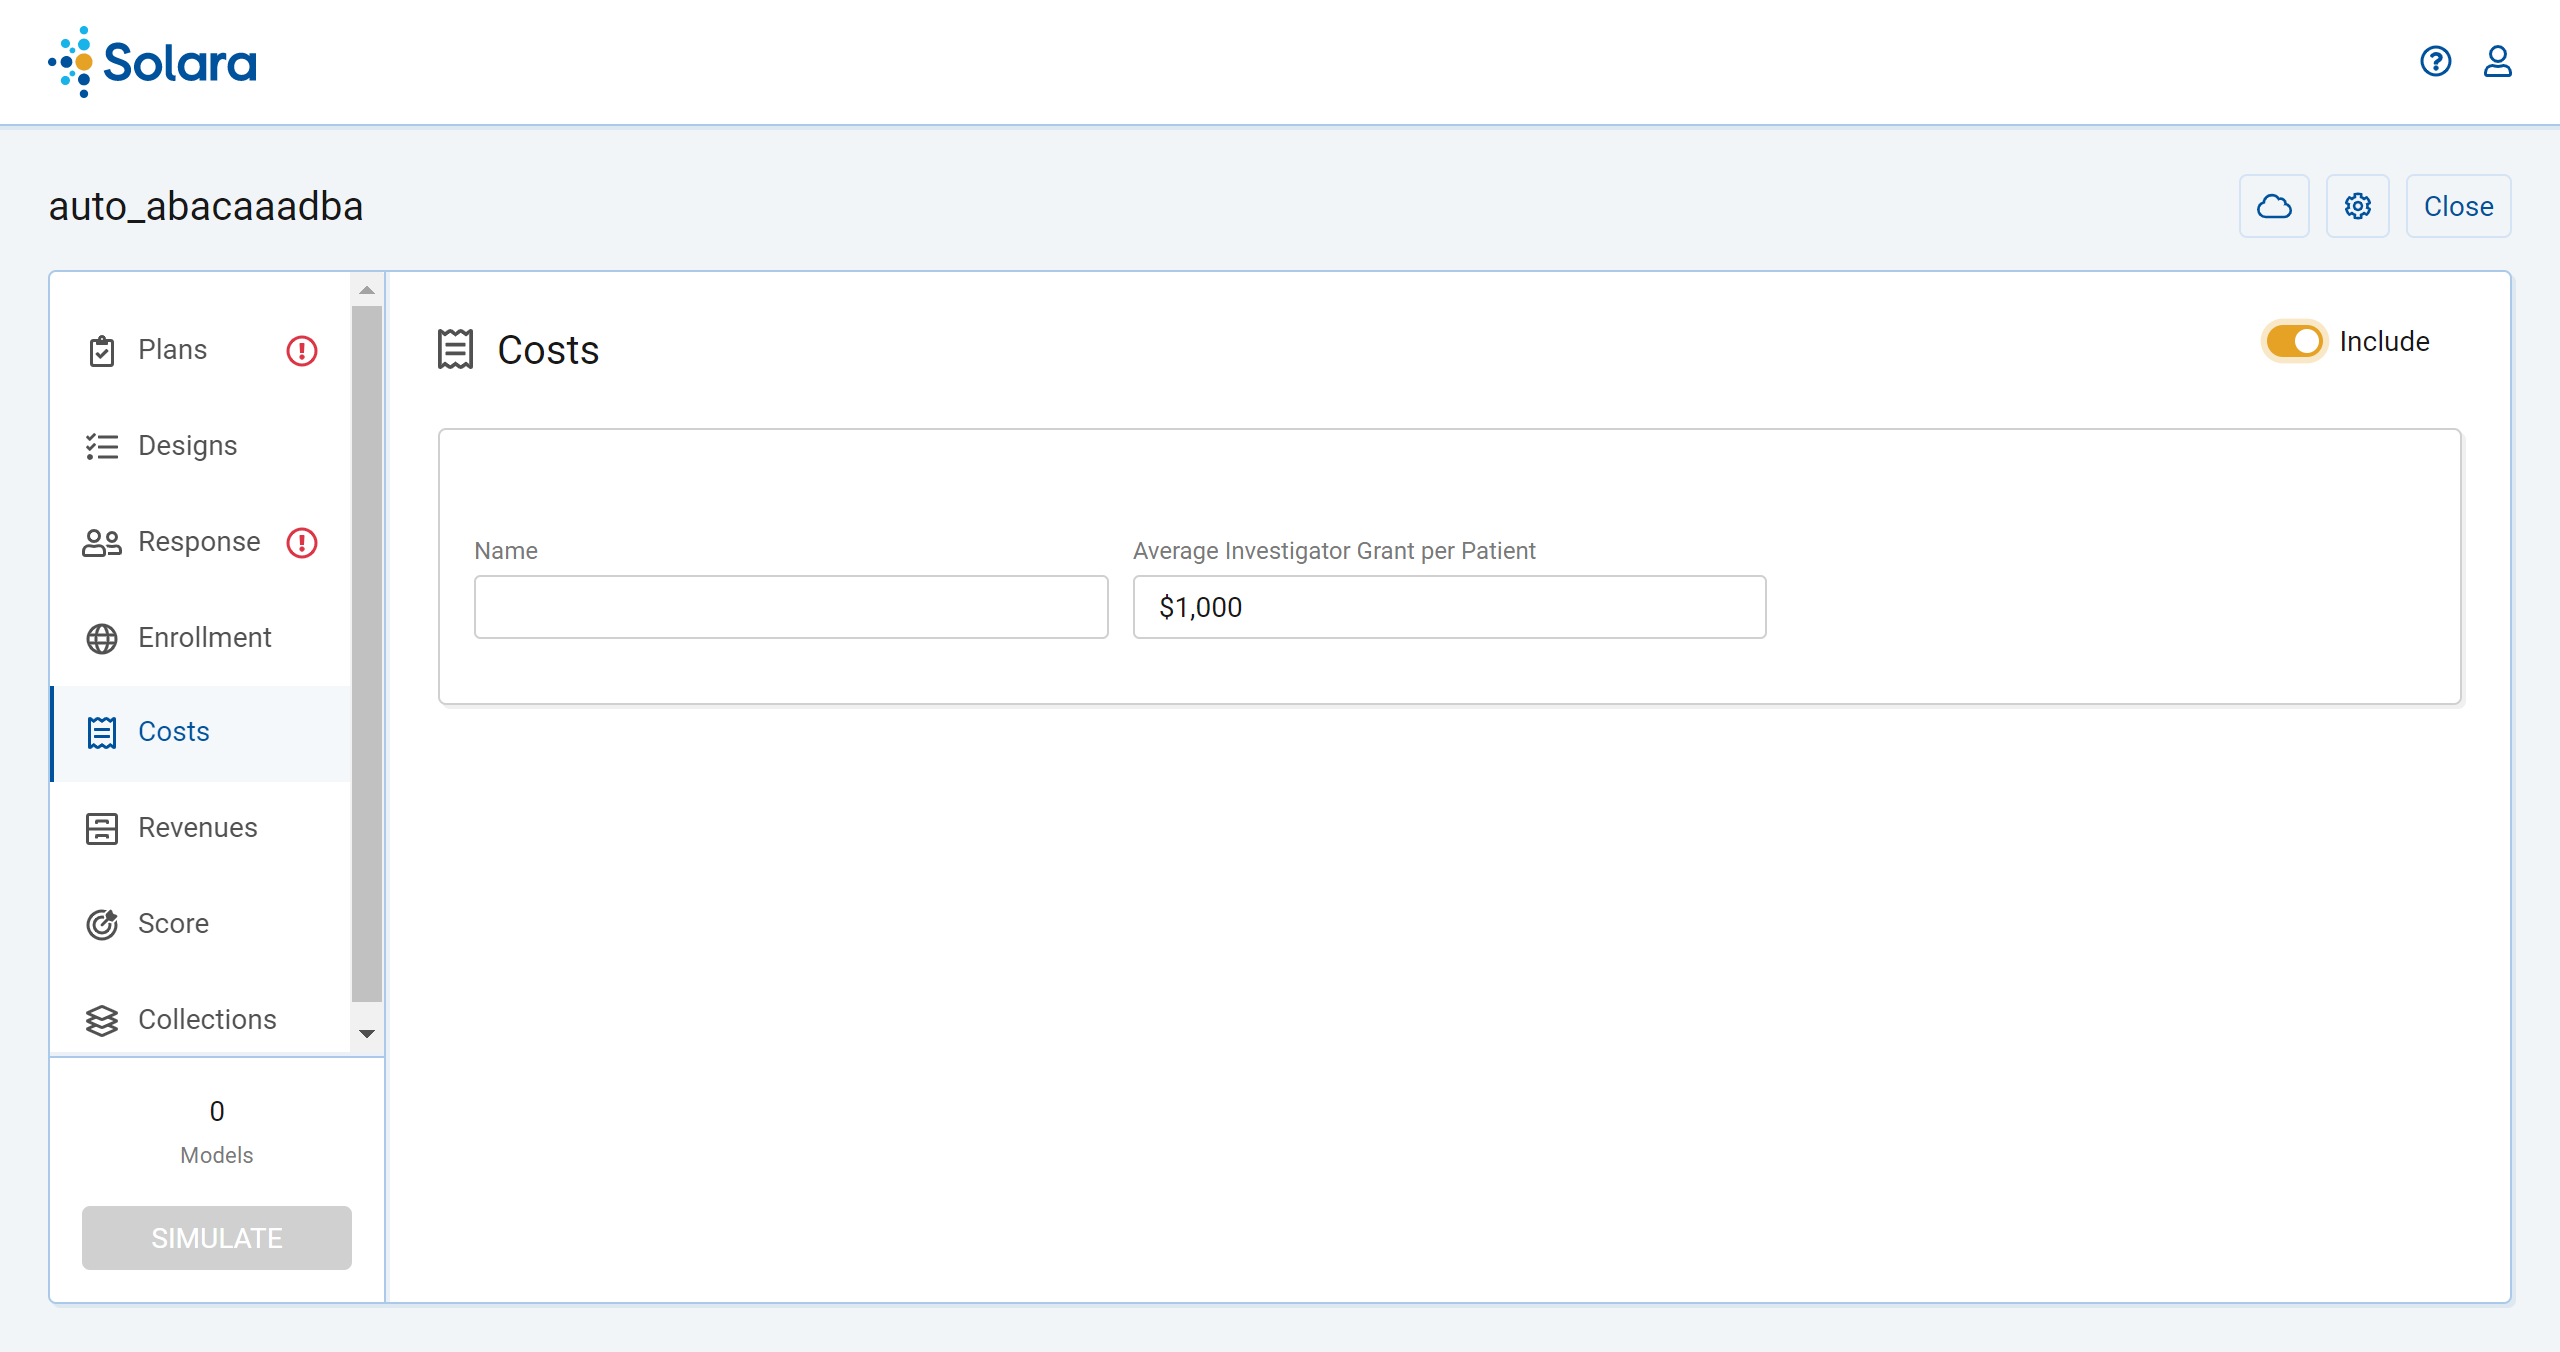 Solara
auto_abacaaadba
Close
Plans
Designs
Response
Enrollment
Costs
Revenues
Score
Collections
0
Models
SIMULATE
Costs
Include
Name
Average Investigator Grant per Patient
$1,000